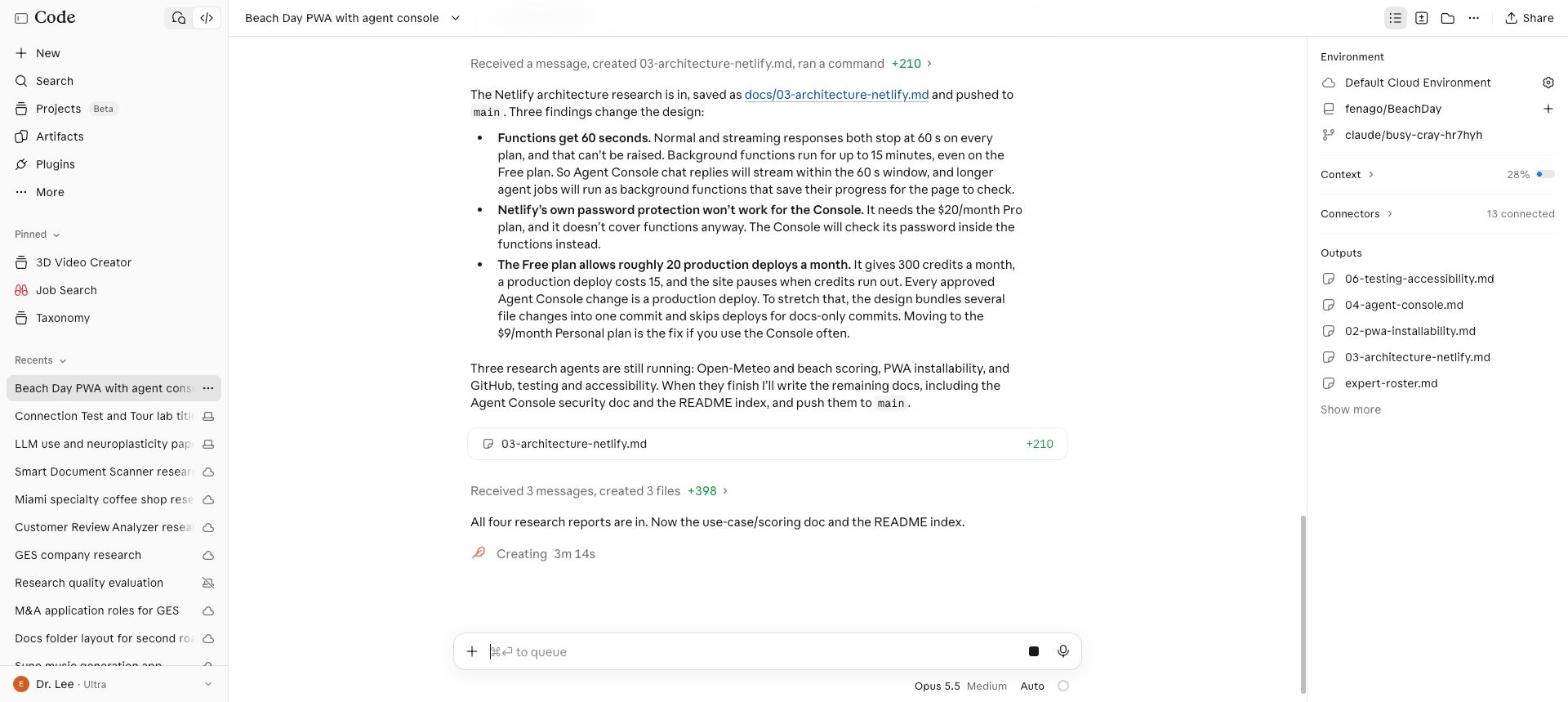 Code
New
Search
Projects Beta
Artifacts
Plugins
More
Pinned
3D Video Creator
Job Search
Taxonomy
Recents
Beach Day PWA with agent cons
Connection Test and Tour lab titl
LLM use and neuroplasticity pap
Smart Document Scanner resear
Miami specialty coffee shop rese
Customer Review Analyzer resea
GES company research
Research quality evaluation
M&A application roles for GES
Docs folder layout for second ro
Suno music generation app
E Dr. Lee · Ultra
Beach Day PWA with agent console
Share
Received a message, created 03-architecture-netlify.md, ran a command +210
The Netlify architecture research is in, saved as docs/03-architecture-netlify.md and pushed to
main . Three findings change the design:
• Functions get 60 seconds. Normal and streaming responses both stop at 60 s on every
plan, and that can’t be raised. Background functions run for up to 15 minutes, even on the
Free plan. So Agent Console chat replies will stream within the 60 s window, and longer
agent jobs will run as background functions that save their progress for the page to check.
• Netlify’s own password protection won’t work for the Console. It needs the $20/month Pro
plan, and it doesn’t cover functions anyway. The Console will check its password inside the
functions instead.
• The Free plan allows roughly 20 production deploys a month. It gives 300 credits a month,
a production deploy costs 15, and the site pauses when credits run out. Every approved
Agent Console change is a production deploy. To stretch that, the design bundles several
file changes into one commit and skips deploys for docs-only commits. Moving to the
$9/month Personal plan is the fix if you use the Console often.
Three research agents are still running: Open-Meteo and beach scoring, PWA installability, and
GitHub, testing and accessibility. When they finish I’ll write the remaining docs, including the
Agent Console security doc and the README index, and push them to main .
03-architecture-netlify.md +210
Received 3 messages, created 3 files +398
All four research reports are in. Now the use-case/scoring doc and the README index.
Creating 3m 14s
⌘⏎ to queue
Opus 5.5 Medium Auto
Environment
Default Cloud Environment
fenago/BeachDay
claude/busy-cray-hr7hyh
Context 28%
Connectors 13 connected
Outputs
06-testing-accessibility.md
04-agent-console.md
02-pwa-installability.md
03-architecture-netlify.md
expert-roster.md
Show more